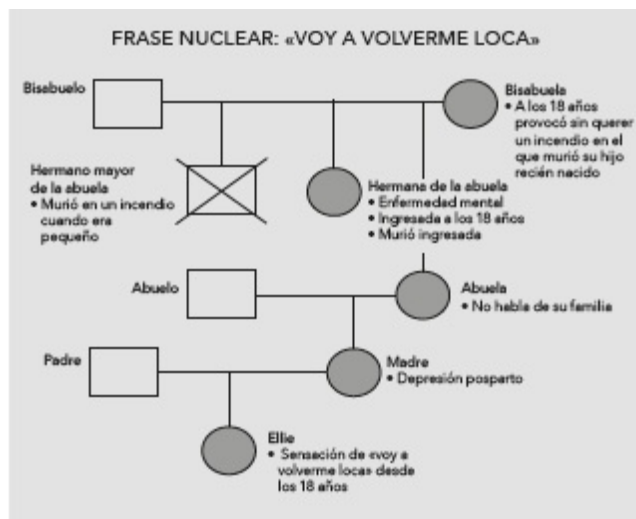 FRASE NUCLEAR: «VOY A VOLVERME LOCA»
Bisabuelo
Bisabuela
• A los 18 años
provocó sin querer
un incendio en el
que murió su hijo
recién nacido
Hermano mayor
de la abuela
• Murió en un incendio
cuando era
pequeño
Hermana de la abuela
• Enfermedad mental
• Ingresada a los 18 años
• Murió ingresada
Abuelo
Abuela
• No habla de su familia
Padre
Madre
• Depresión posparto
Ellie
• Sensación de «voy a
volverme loca» desde
los 18 años